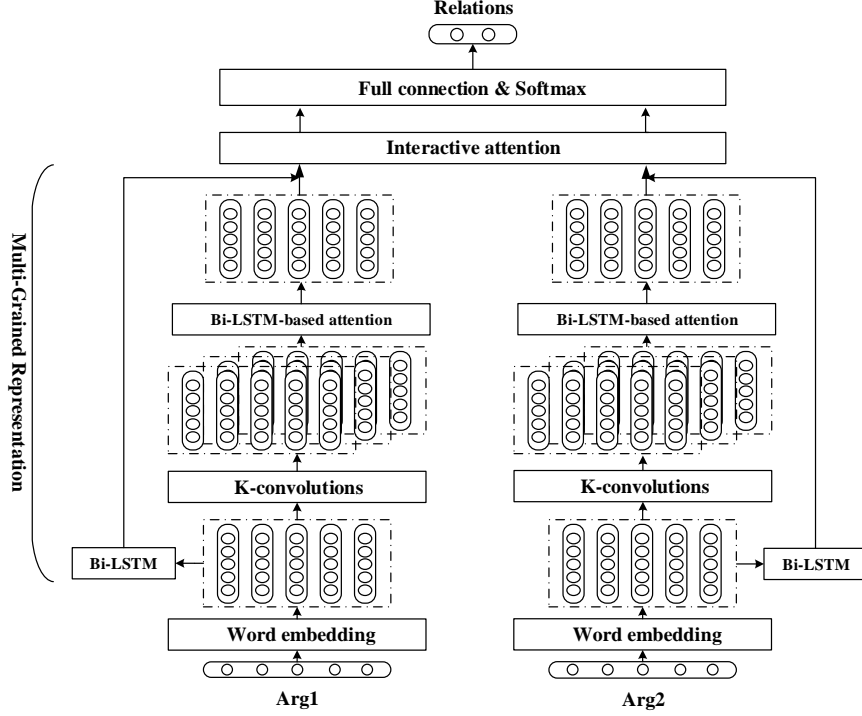 Relations
Full connection & Softmax
Interactive attention
Multi-Grained Representation
Bi-LSTM-based attention
Bi-LSTM-based attention
K-convolutions
K-convolutions
Bi-LSTM
Bi-LSTM
Word embedding
Word embedding
Arg1
Arg2